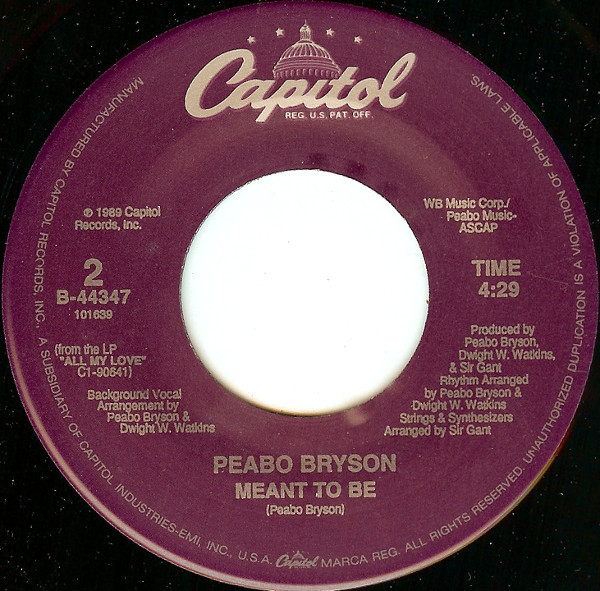 Capitol
REG. U.S. PAT. OFF.
MANUFACTURED BY CAPITOL RECORDS, INC., A SUBSIDIARY OF CAPITOL INDUSTRIES-EMI, INC., U.S.A. Capitol MARCA REG. ALL RIGHTS RESERVED. UNAUTHORIZED DUPLICATION IS A VIOLATION OF APPLICABLE LAWS.
℗ 1989 Capitol
Records, Inc.
WB Music Corp./
Peabo Music-
ASCAP
2
B-44347
101639
TIME
4:29
(from the LP
"ALL MY LOVE"
C1-90641)
Background Vocal
Arrangement by
Peabo Bryson &
Dwight W. Watkins
Produced by
Peabo Bryson,
Dwight W. Watkins,
& Sir Gant
Rhythm Arranged
by Peabo Bryson &
Dwight W. Watkins
Strings & Synthesizers
Arranged by Sir Gant
PEABO BRYSON
MEANT TO BE
(Peabo Bryson)